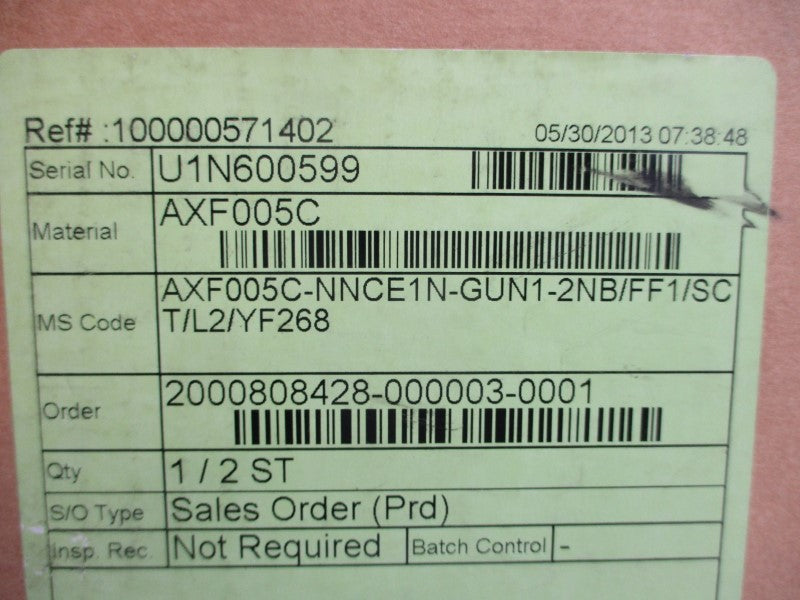 Ref# :100000571402 05/30/2013 07:38:48
Serial No. U1N600599
Material AXF005C
MS Code AXF005C-NNCE1N-GUN1-2NB/FF1/SC
T/L2/YF268
Order 2000808428-000003-0001
Qty 1 / 2 ST
S/O Type Sales Order (Prd)
Insp. Rec. Not Required Batch Control -